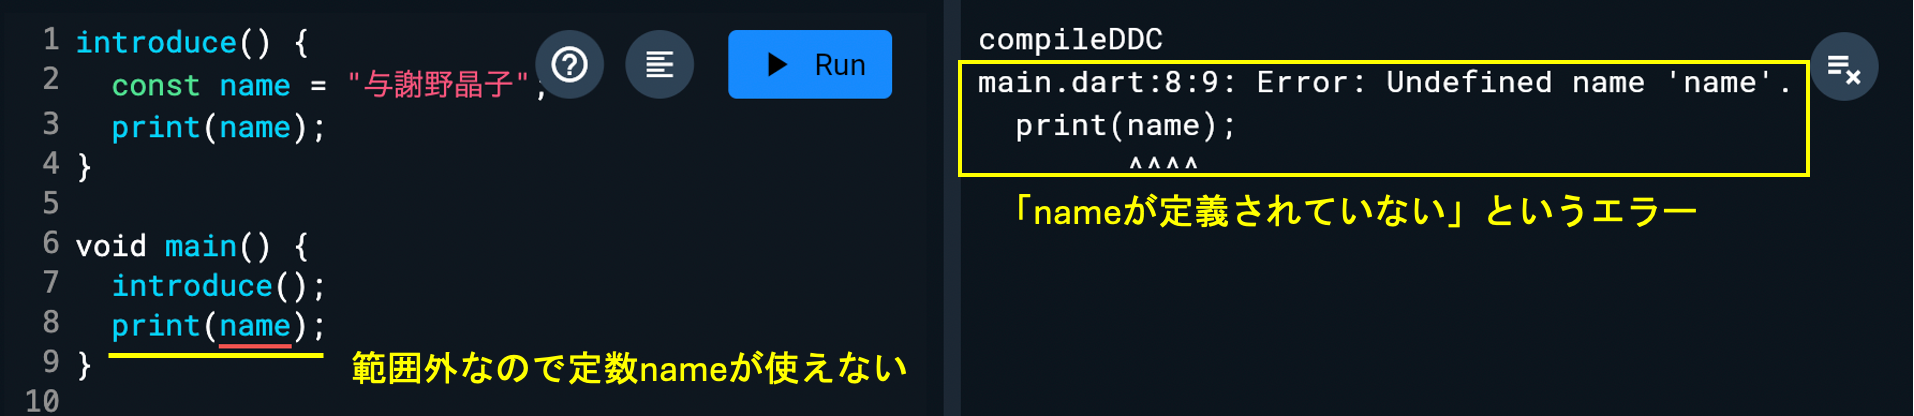 1 introduce() {
2 const name = "与謝野晶子";
3 print(name);
4 }
5
6 void main() {
7 introduce();
8 print(name);
9 }
10
範囲外なので定数nameが使えない
Run
compileDDC
main.dart:8:9: Error: Undefined name 'name'.
print(name);
^^^^
「nameが定義されていない」というエラー